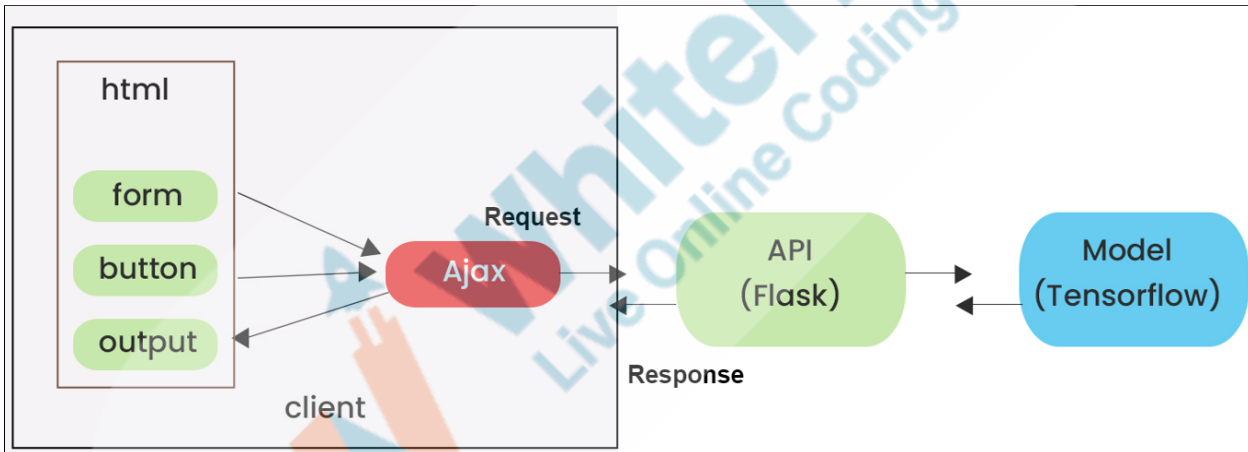 html
form
button
output
client
Request
Ajax
Response
API
(Flask)
Model
(Tensorflow)
Live Online Coding